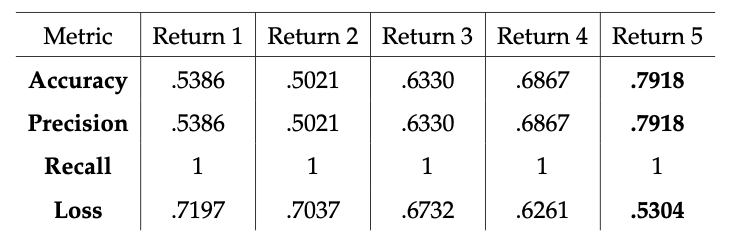 Metric Return 1 Return 2 Return 3 Return 4 Return 5
Accuracy .5386 .5021 .6330 .6867 .7918
Precision .5386 .5021 .6330 .6867 .7918
Recall 1 1 1 1 1
Loss .7197 .7037 .6732 .6261 .5304